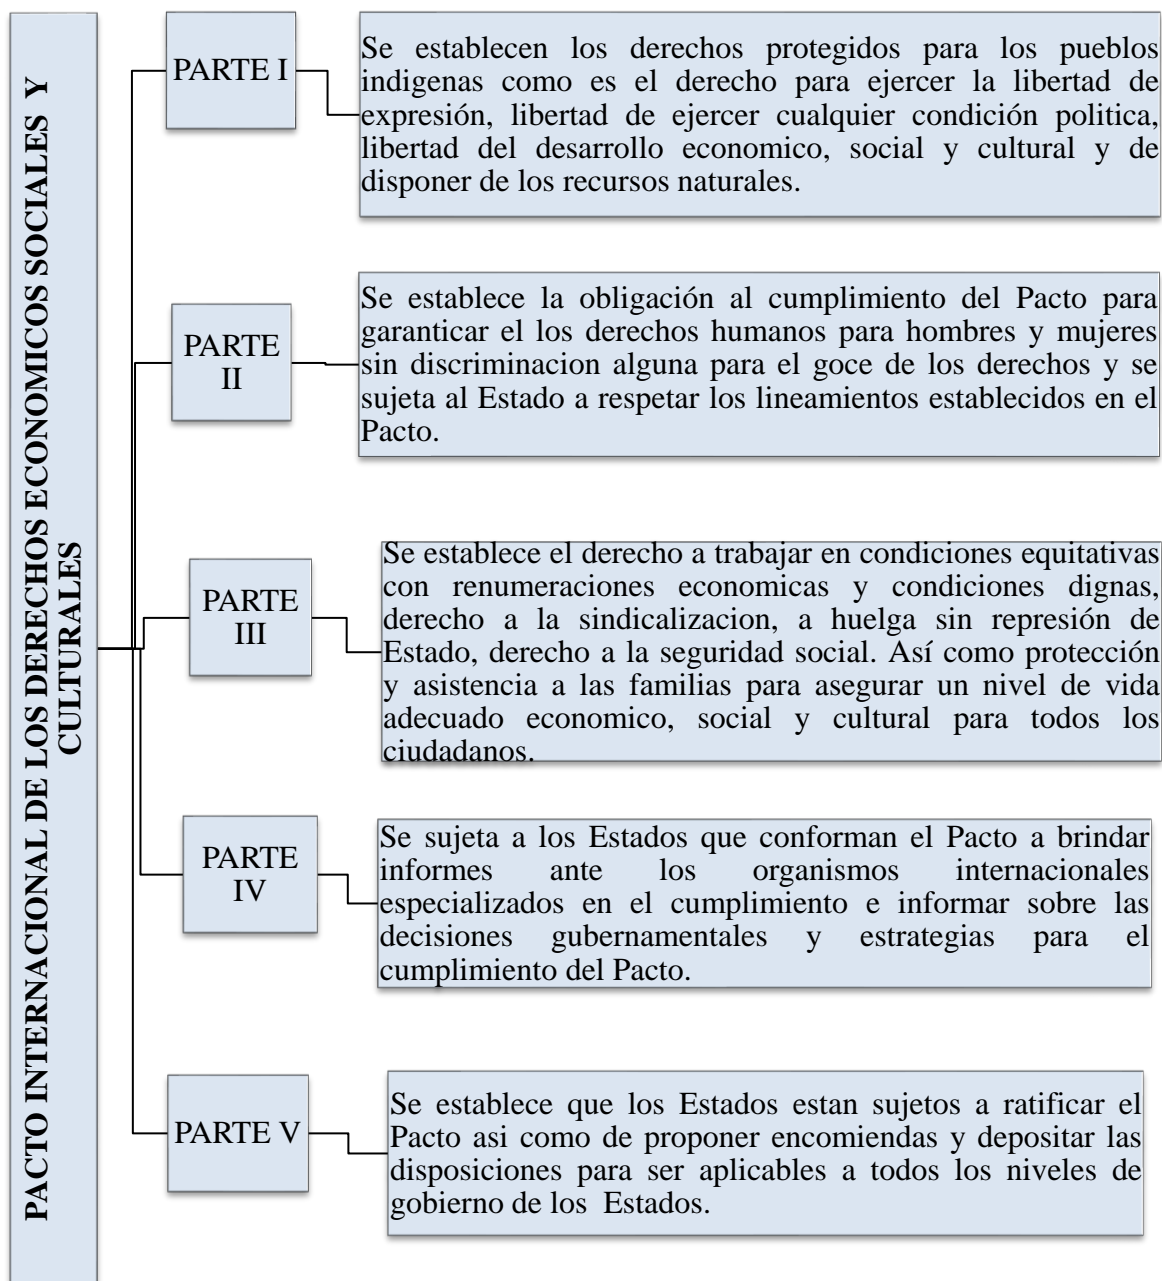 PACTO INTERNACIONAL DE LOS DERECHOS ECONOMICOS SOCIALES Y
CULTURALES
PARTE I
Se establecen los derechos protegidos para los pueblos
indigenas como es el derecho para ejercer la libertad de
expresión, libertad de ejercer cualquier condición politica,
libertad del desarrollo economico, social y cultural y de
disponer de los recursos naturales.
PARTE
II
Se establece la obligación al cumplimiento del Pacto para
garanticar el los derechos humanos para hombres y mujeres
sin discriminacion alguna para el goce de los derechos y se
sujeta al Estado a respetar los lineamientos establecidos en el
Pacto.
PARTE
III
Se establece el derecho a trabajar en condiciones equitativas
con renumeraciones economicas y condiciones dignas,
derecho a la sindicalizacion, a huelga sin represión de
Estado, derecho a la seguridad social. Así como protección
y asistencia a las familias para asegurar un nivel de vida
adecuado economico, social y cultural para todos los
ciudadanos.
PARTE
IV
Se sujeta a los Estados que conforman el Pacto a brindar
informes ante los organismos internacionales
especializados en el cumplimiento e informar sobre las
decisiones gubernamentales y estrategias para el
cumplimiento del Pacto.
PARTE V
Se establece que los Estados estan sujetos a ratificar el
Pacto asi como de proponer encomiendas y depositar las
disposiciones para ser aplicables a todos los niveles de
gobierno de los Estados.